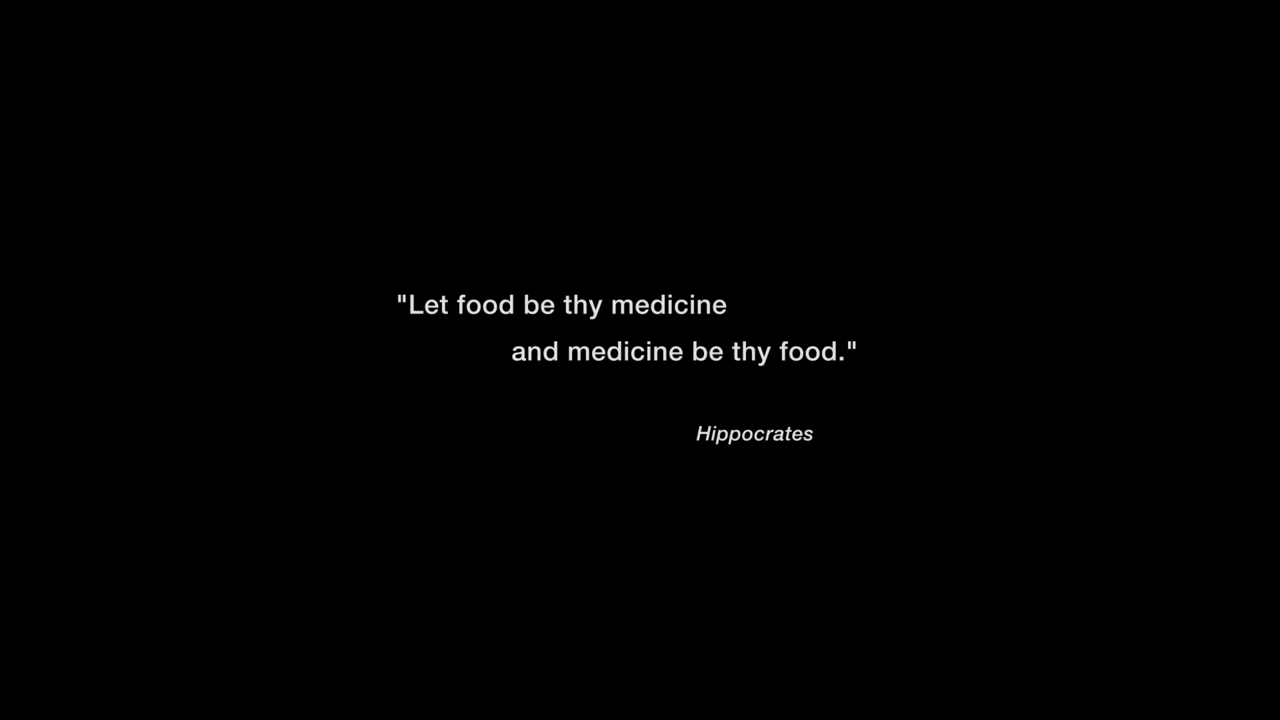 "Let food be thy medicine
and medicine be thy food."
Hippocrates